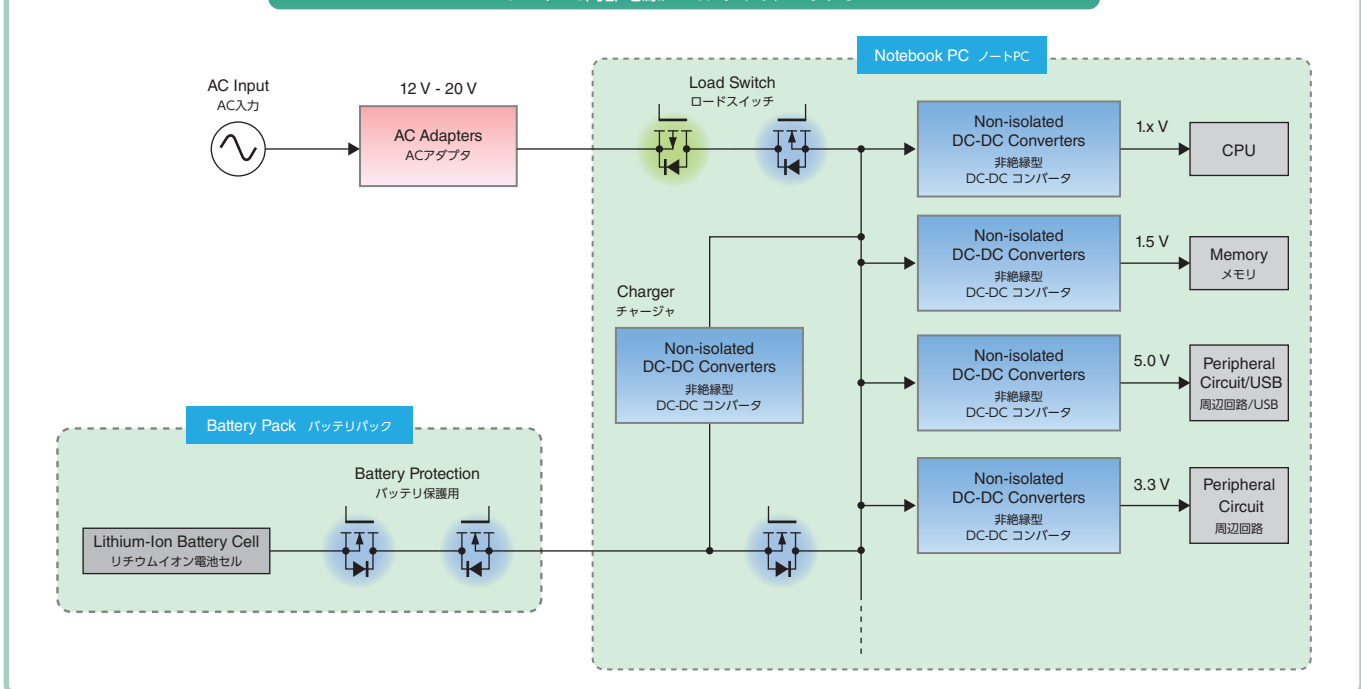 Notebook PC ノートPC
AC Input
AC入力
12 V - 20 V
AC Adapters
ACアダプタ
Load Switch
ロードスイッチ
Non-isolated
DC-DC Converters
非絶縁型
DC-DC コンバータ
1.x V
CPU
Non-isolated
DC-DC Converters
非絶縁型
DC-DC コンバータ
1.5 V
Memory
メモリ
Charger
チャージャ
Non-isolated
DC-DC Converters
非絶縁型
DC-DC コンバータ
Non-isolated
DC-DC Converters
非絶縁型
DC-DC コンバータ
5.0 V
Peripheral
Circuit/USB
周辺回路/USB
Battery Pack バッテリパック
Battery Protection
バッテリ保護用
Lithium-Ion Battery Cell
リチウムイオン電池セル
Non-isolated
DC-DC Converters
非絶縁型
DC-DC コンバータ
3.3 V
Peripheral
Circuit
周辺回路